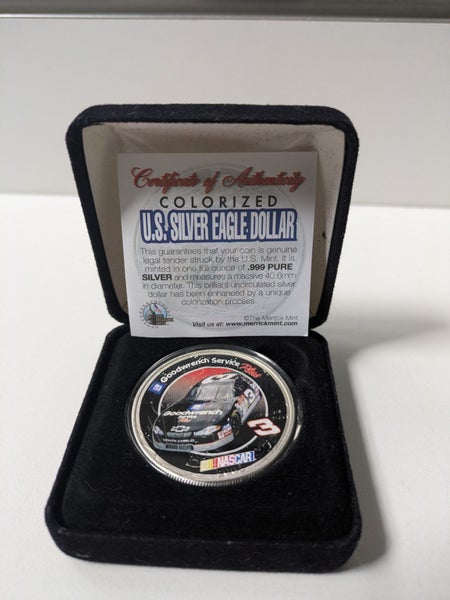 Certificate of Authenticity
COLORIZED
U.S. SILVER EAGLE DOLLAR
This guarantees that your coin is genuine
legal tender struck by the U.S. Mint. It is
minted in one full ounce of .999 PURE
SILVER and measures a massive 40.6mm
in diameter. This brilliant uncirculated silver
dollar has been enhanced by a unique
colorization process.
©The Merrick Mint
Visit us at: www.merrickmint.com
GM Goodwrench Service Plus
Goodwrench
Service
Plus
3
NASCAR